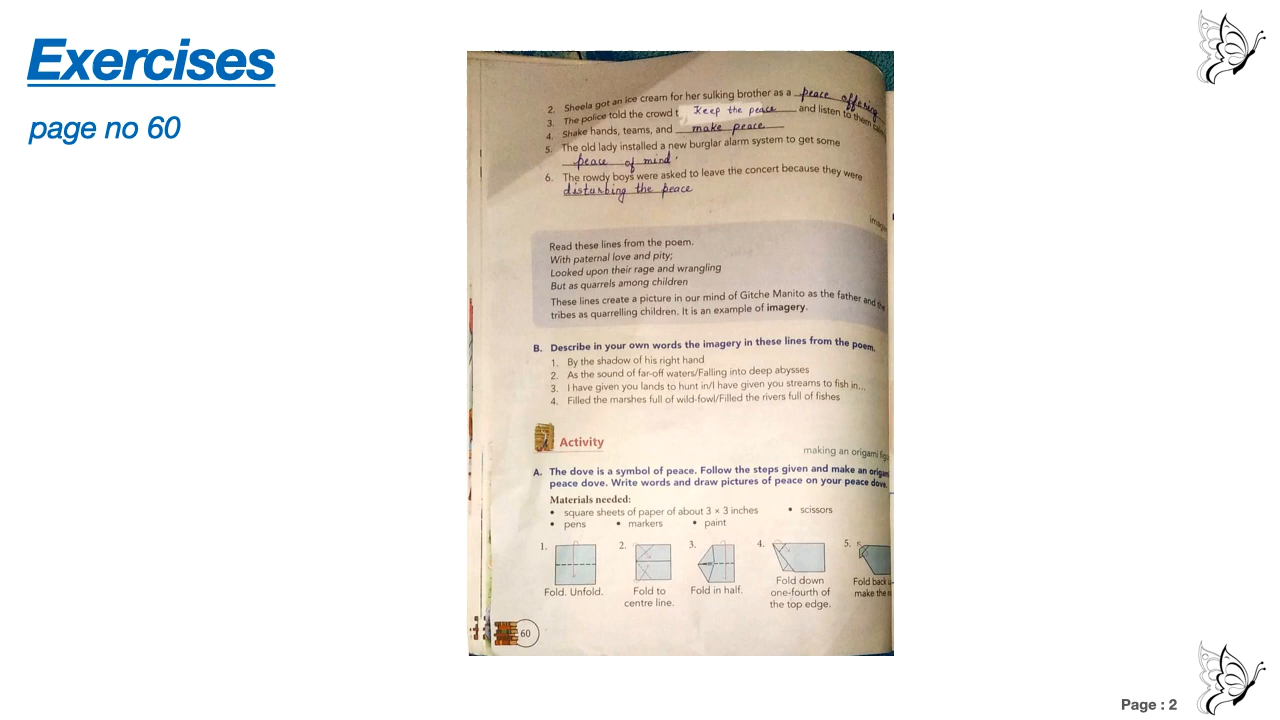 Exercises
page no 60
2. Sheela got an ice cream for her sulking brother as a peace offering
3. The police told the crowd t Keep the peace and listen to them
4. Shake hands, teams, and make peace
5. The old lady installed a new burglar alarm system to get some
peace of mind.
6. The rowdy boys were asked to leave the concert because they were
disturbing the peace
Read these lines from the poem.
With paternal love and pity;
Looked upon their rage and wrangling
But as quarrels among children
These lines create a picture in our mind of Gitche Manito as the father and the
tribes as quarrelling children. It is an example of imagery.
B. Describe in your own words the imagery in these lines from the poem.
1. By the shadow of his right hand
2. As the sound of far-off waters/Falling into deep abysses
3. I have given you lands to hunt in/I have given you streams to fish in...
4. Filled the marshes full of wild-fowl/Filled the rivers full of fishes
Activity
making an origami
A. The dove is a symbol of peace. Follow the steps given and make an origami
peace dove. Write words and draw pictures of peace on your peace dove.
Materials needed:
• square sheets of paper of about 3 × 3 inches • scissors
• pens • markers • paint
1. 2. 3. 4. 5.
Fold. Unfold.
Fold to
centre line.
Fold in half.
Fold down
one-fourth of
the top edge.
Fold back
make the
60
Page : 2